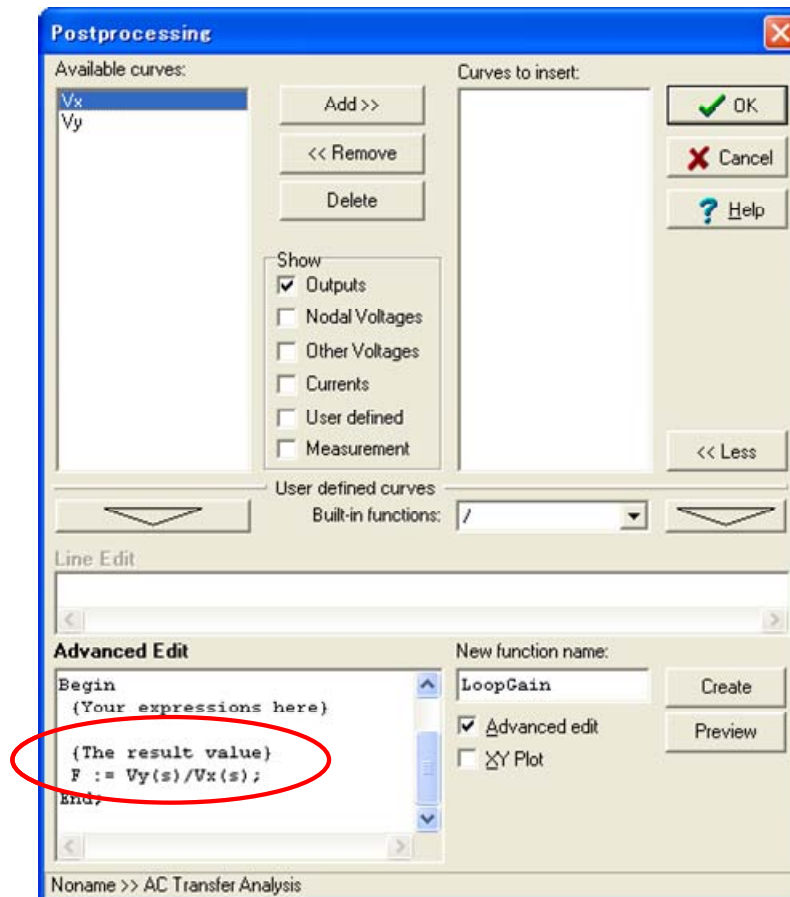 Postprocessing
Available curves:
Curves to insert:
Vx
Vy
Add >>
<< Remove
Delete
OK
Cancel
Help
Show
Outputs
Nodal Voltages
Other Voltages
Currents
User defined
Measurement
<< Less
User defined curves
Built-in functions:
/
Line Edit
Advanced Edit
New function name:
Begin
{Your expressions here}
{The result value}
F := Vy(s)/Vx(s);
End;
LoopGain
Create
Advanced edit
Preview
XY Plot
Noname >> AC Transfer Analysis